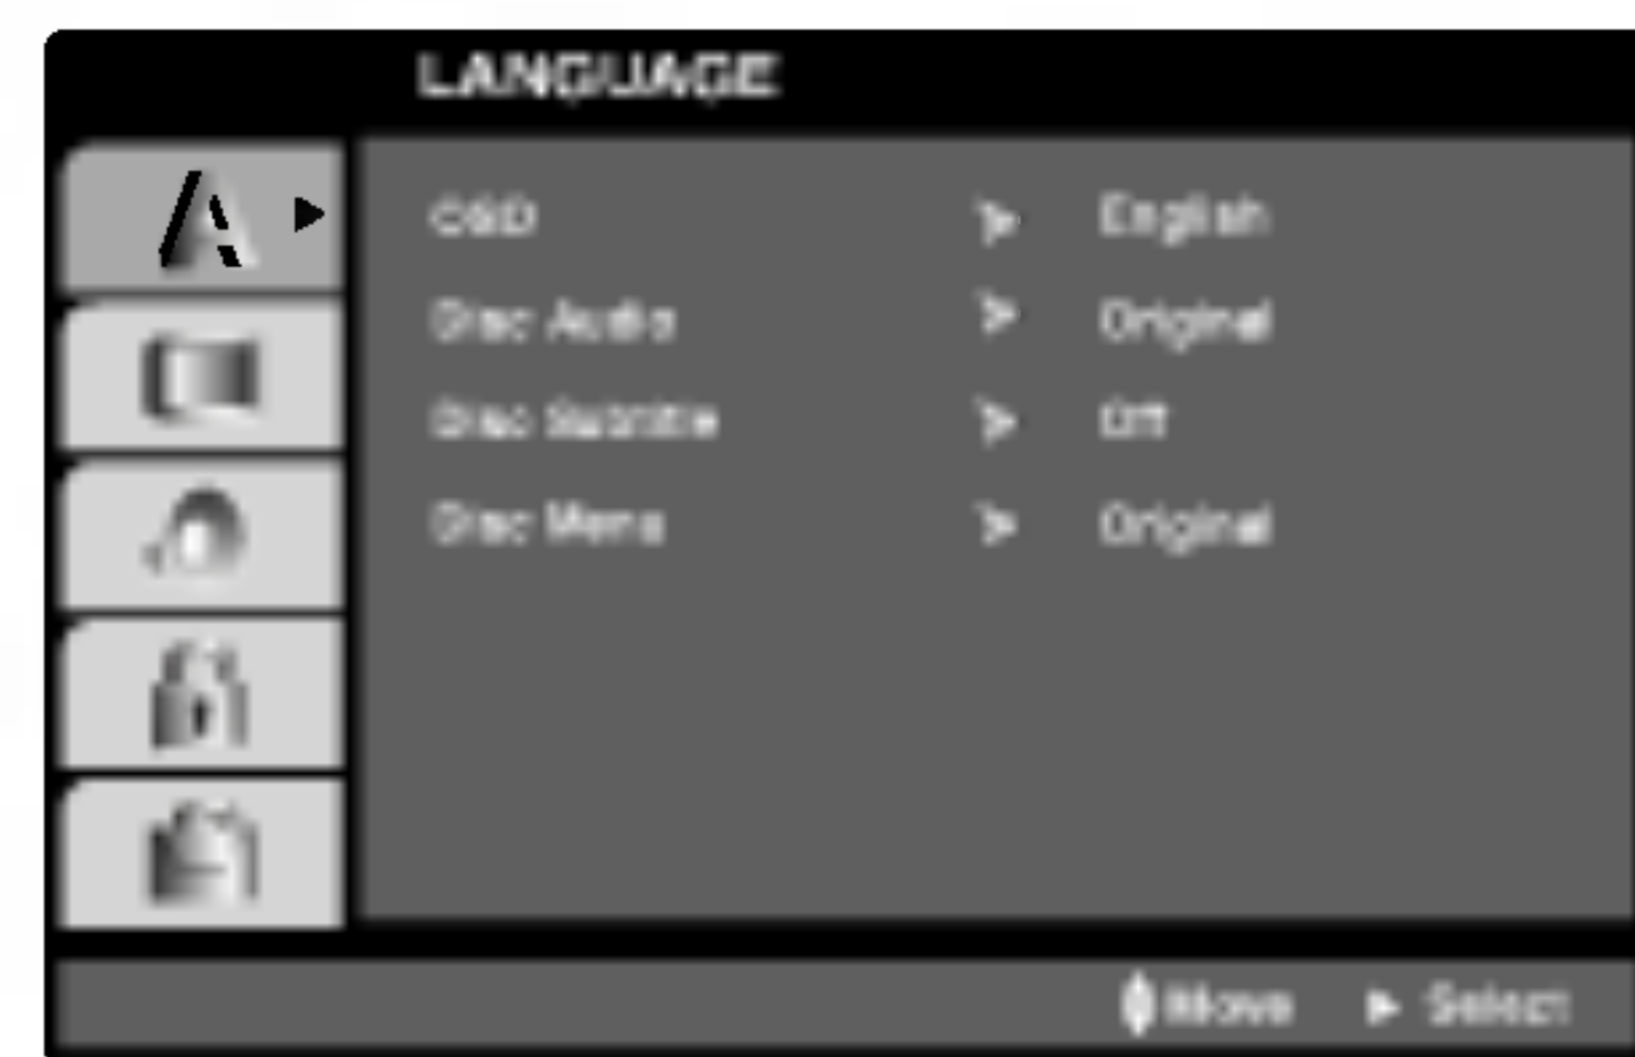 LANGUAGE
OSD > English
Disc Audio > Original
Disc Subtitle > Off
Disc Menu > Original
Move ▶ Select